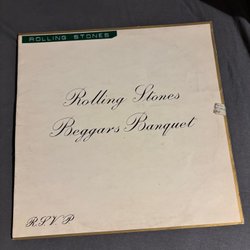 ROLLING STONES
Rolling Stones
Beggars Banquet
R.S.V.P.